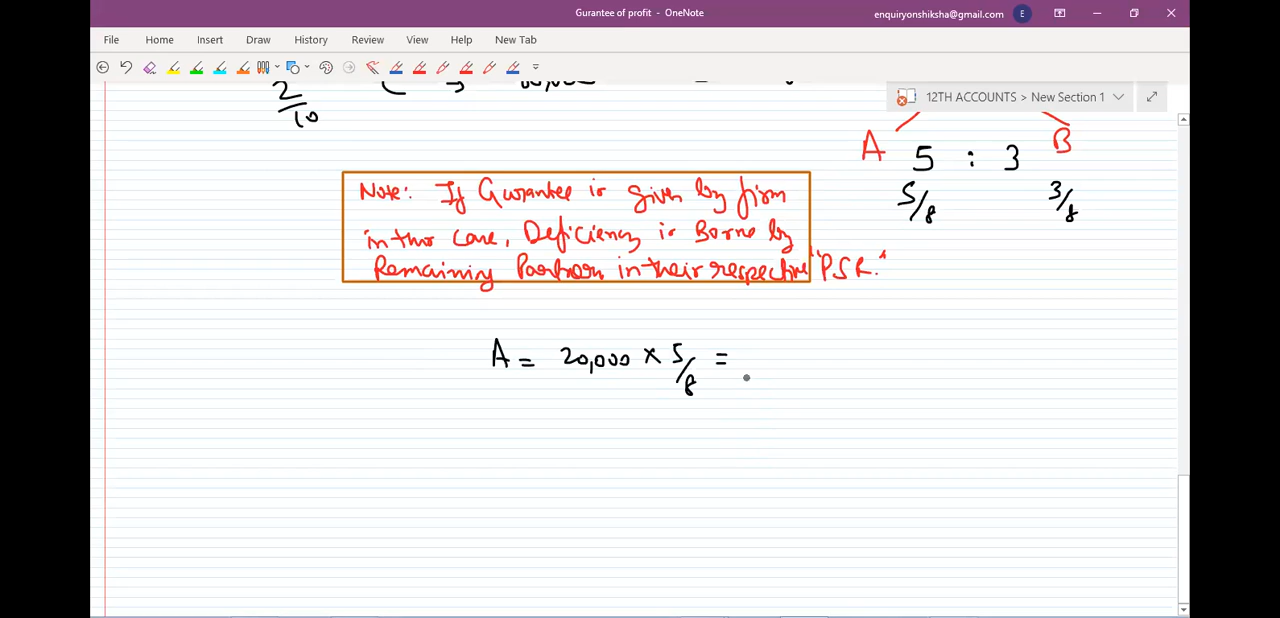 Gurantee of profit - OneNote
enquiryonshiksha@gmail.com E
File Home Insert Draw History Review View Help New Tab
12TH ACCOUNTS > New Section 1
2/10
A 5 : 3 B
5/8 3/8
Note: If Gurantee is given by firm
in this case, Deficiency is Borne by
Remaining Partners in their respective "P S R."
A = 20,000 × 5/8 =